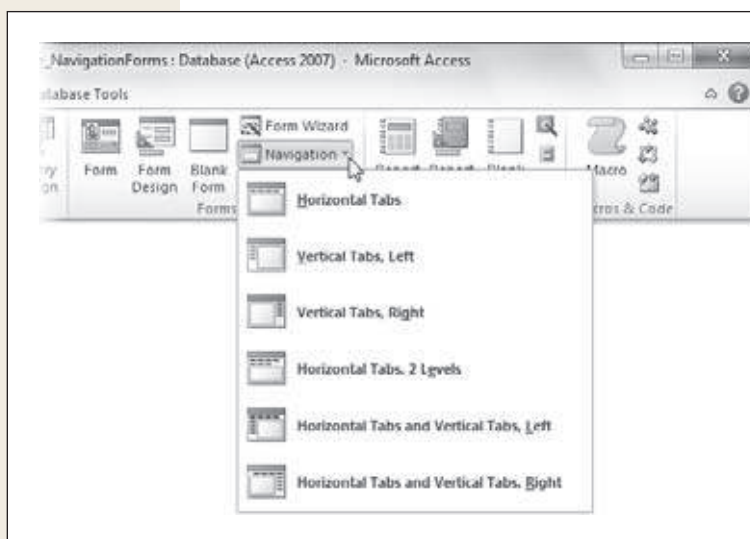 _NavigationForms : Database (Access 2007) - Microsoft Access
tabase Tools
Form Wizard
Navigation
Form
Form Design
Blank Form
Macro
Forms
cros & Code
Horizontal Tabs
Vertical Tabs, Left
Vertical Tabs, Right
Horizontal Tabs, 2 Levels
Horizontal Tabs and Vertical Tabs, Left
Horizontal Tabs and Vertical Tabs, Right